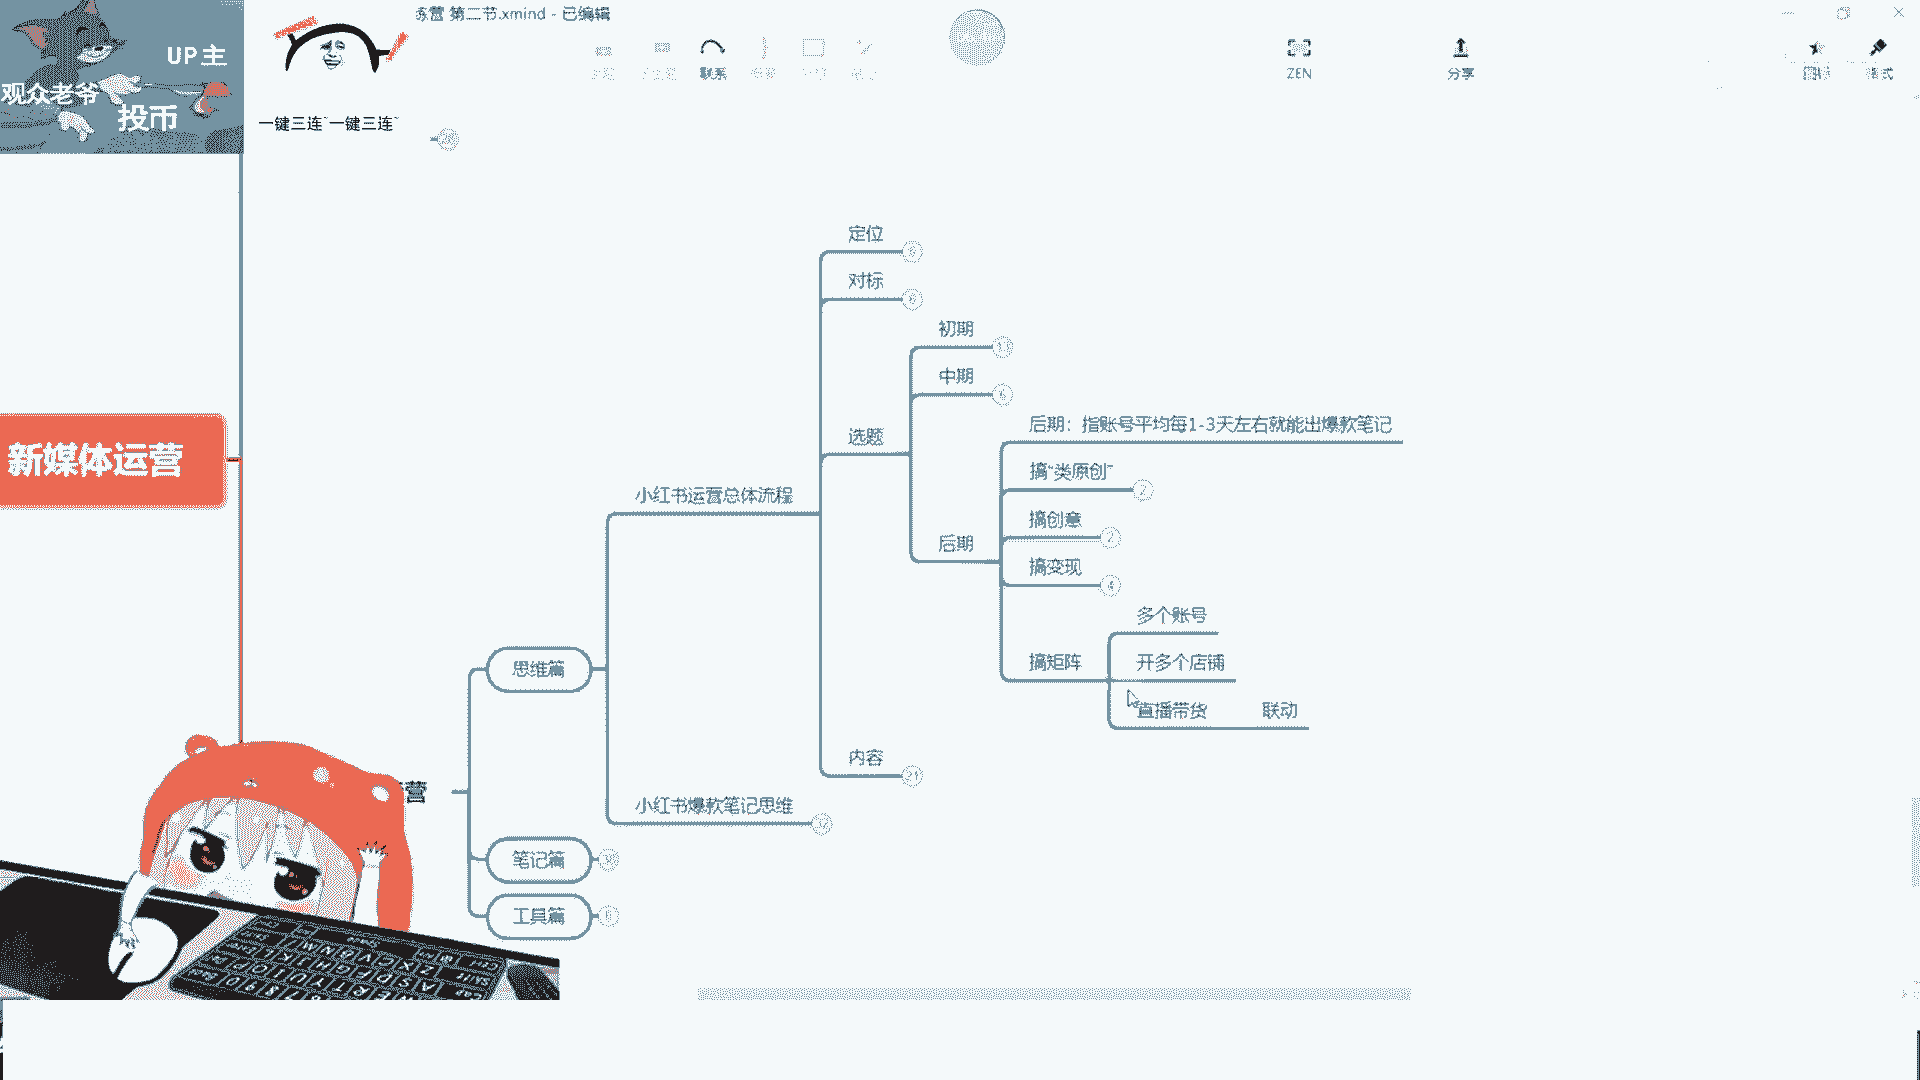 第二节.xmind - 已编辑
UP主
观众老爷
投币
一键三连~一键三连~
联系
ZEN
分享
定位
对标
初期
中期
选题
后期：指账号平均每1-3天左右就能出爆款笔记
搞“类原创”
2
新媒体运营
小红书运营总体流程
搞创意
2
后期
搞变现
4
多个账号
搞矩阵
开多个店铺
直播带货
联动
思维篇
内容
21
小红书爆款笔记思维
营
笔记篇
工具篇